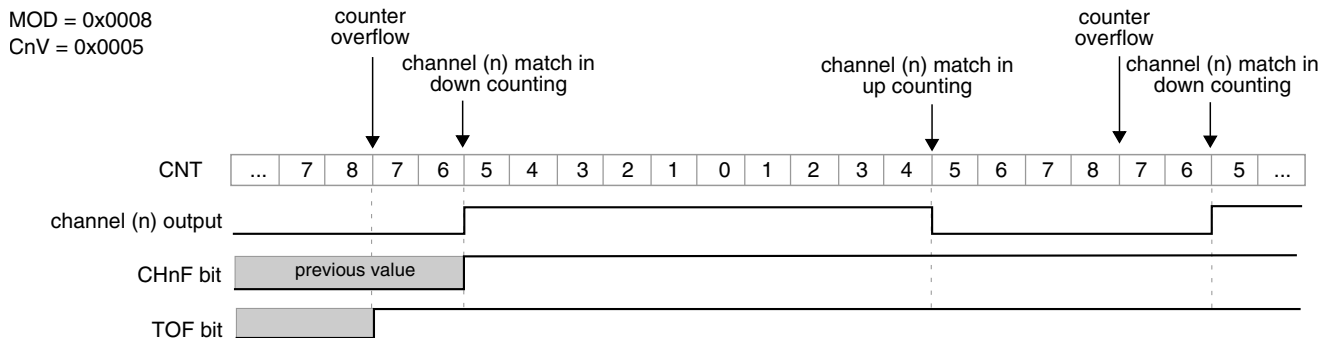 MOD = 0x0008
CnV = 0x0005
counter
overflow
channel (n) match in
down counting
channel (n) match in
up counting
counter
overflow
channel (n) match in
down counting
CNT ... 7 8 7 6 5 4 3 2 1 0 1 2 3 4 5 6 7 8 7 6 5 ...
channel (n) output
CHnF bit previous value
TOF bit